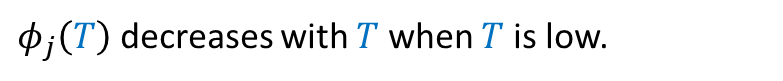 𝜙𝑗(𝑇) decreases with 𝑇 when 𝑇 is low.